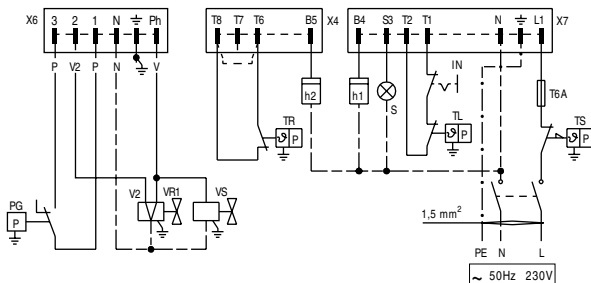 X6 3 2 1 N Ph
P V2 P N V
T8 T7 T6 B5 X4
B4 S3 T2 T1 N L1 X7
IN
h2 h1 S T6A
TR ϑ P
TL ϑ P
TS ϑ P
PG P
V2 VR1 VS
1,5 mm²
PE N L
~ 50Hz 230V